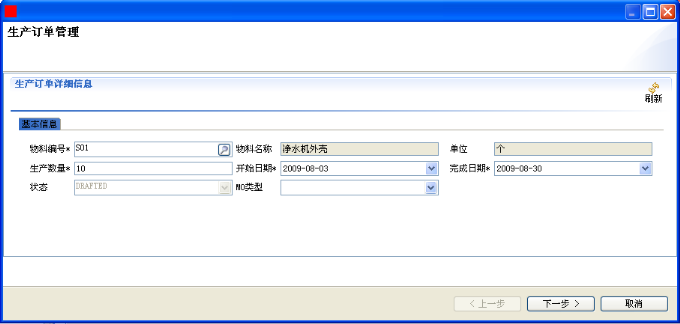 生产订单管理
生产订单详细信息
刷新
基本信息
物料编号* S01 物料名称 净水机外壳 单位 个
生产数量* 10 开始日期* 2009-08-03 完成日期* 2009-08-30
状态 DRAFTED MO类型
< 上一步 下一步 > 取消